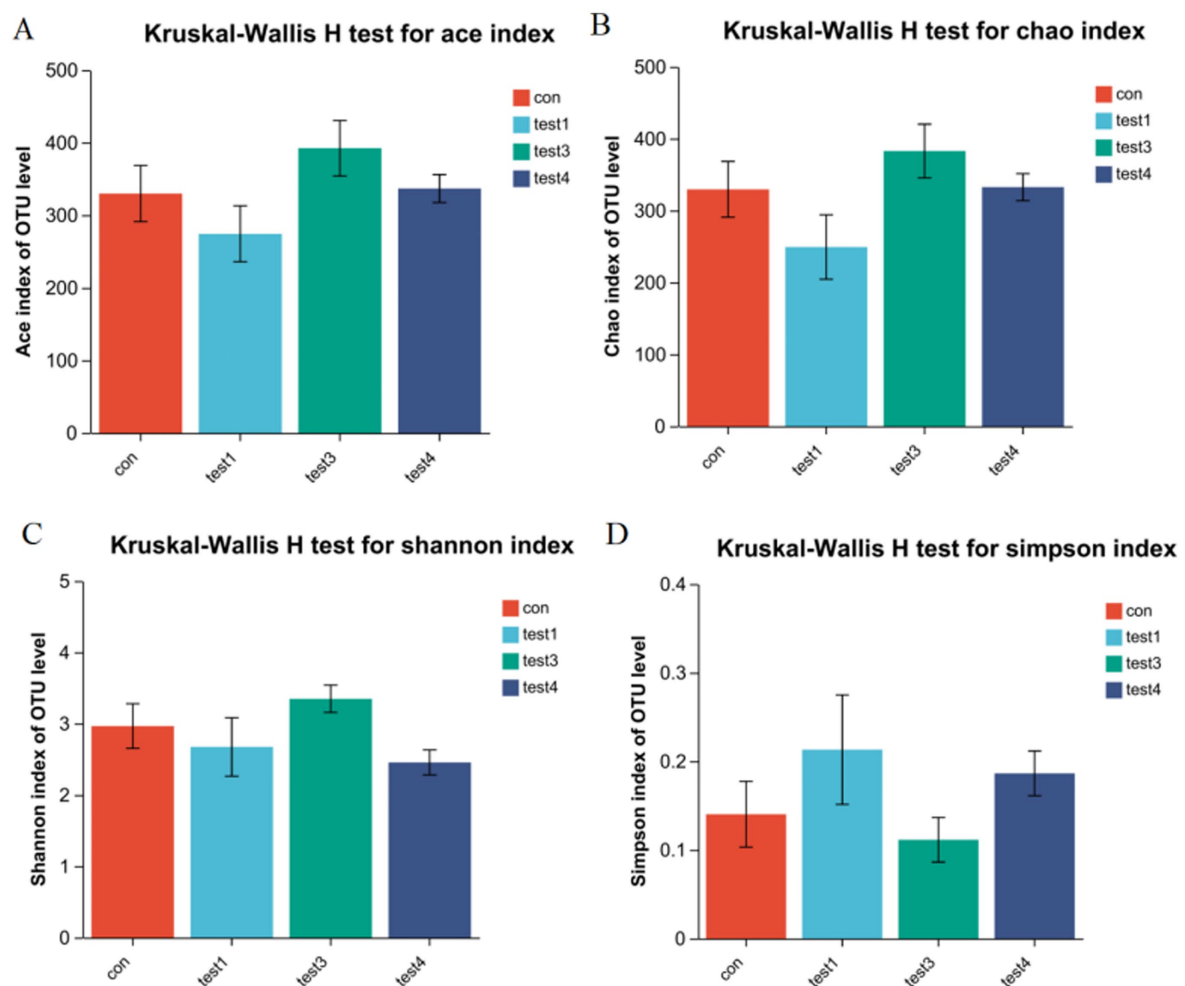 A
Kruskal-Wallis H test for ace index
Ace index of OTU level
500
400
300
200
100
0
con
test1
test3
test4
con
test1
test3
test4
B
Kruskal-Wallis H test for chao index
Chao index of OTU level
500
400
300
200
100
0
con
test1
test3
test4
con
test1
test3
test4
C
Kruskal-Wallis H test for shannon index
Shannon index of OTU level
5
4
3
2
1
0
con
test1
test3
test4
con
test1
test3
test4
D
Kruskal-Wallis H test for simpson index
Simpson index of OTU level
0.4
0.3
0.2
0.1
0
con
test1
test3
test4
con
test1
test3
test4